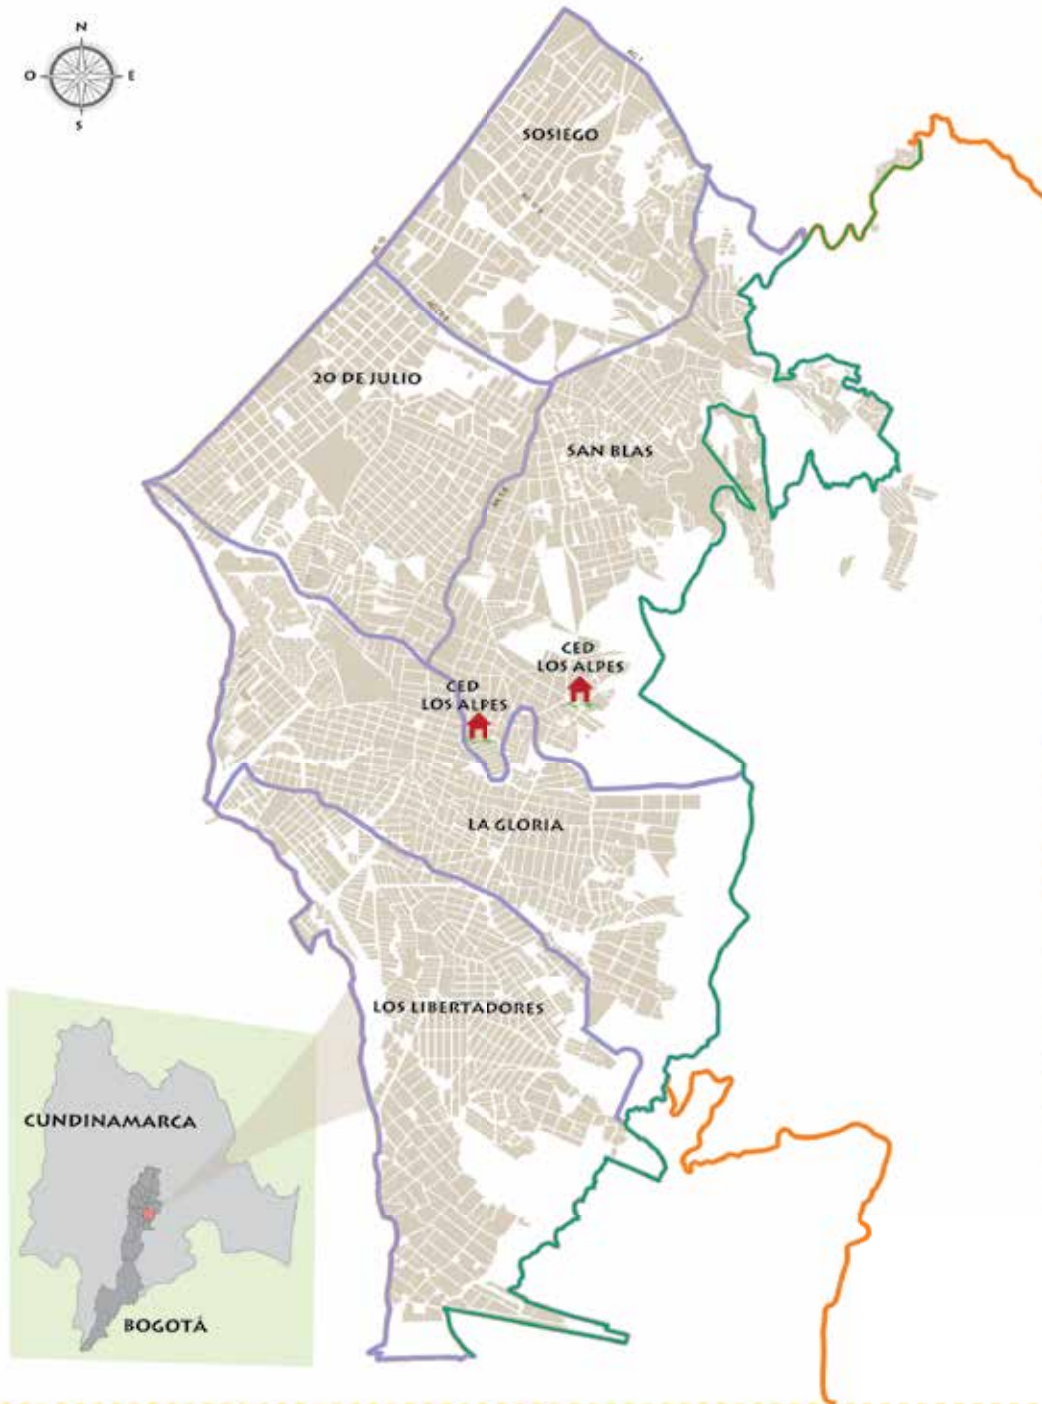 N
O
E
S
SOSIEGO
20 DE JULIO
SAN BLAS
CED
LOS ALPES
CED
LOS ALPES
LA GLORIA
LOS LIBERTADORES
CUNDINAMARCA
BOGOTÁ